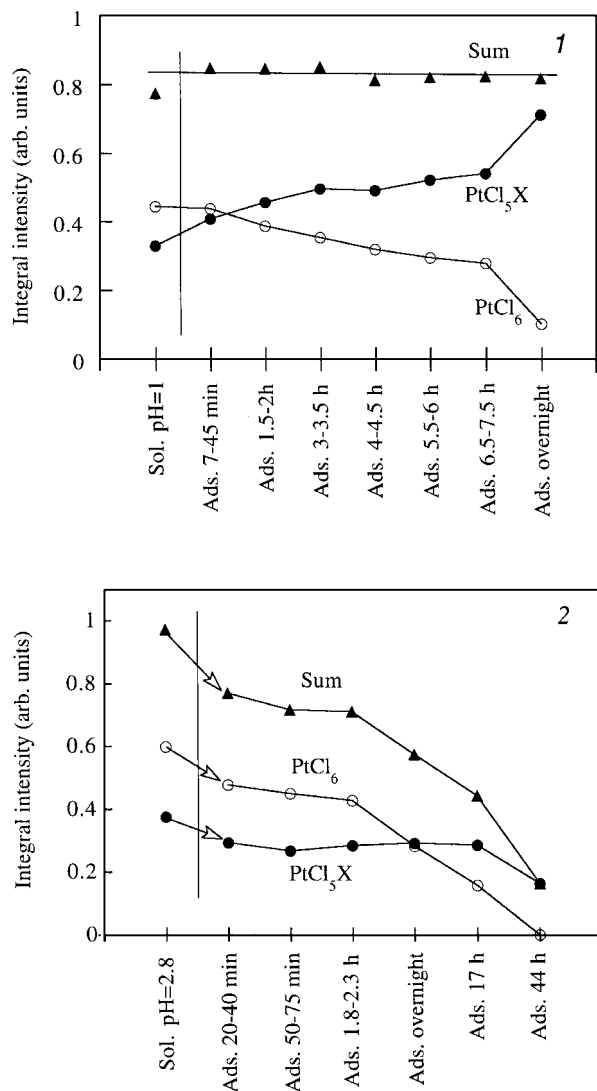 1
Sum
PtCl5X
PtCl6
Integral intensity (arb. units)
1
0.8
0.6
0.4
0.2
0
Sol. pH=1
Ads. 7-45 min
Ads. 1.5-2h
Ads. 3-3.5 h
Ads. 4-4.5 h
Ads. 5.5-6 h
Ads. 6.5-7.5 h
Ads. overnight
2
Sum
PtCl6
PtCl5X
Integral intensity (arb. units)
1
0.8
0.6
0.4
0.2
0
Sol. pH=2.8
Ads. 20-40 min
Ads. 50-75 min
Ads. 1.8-2.3 h
Ads. overnight
Ads. 17 h
Ads. 44 h